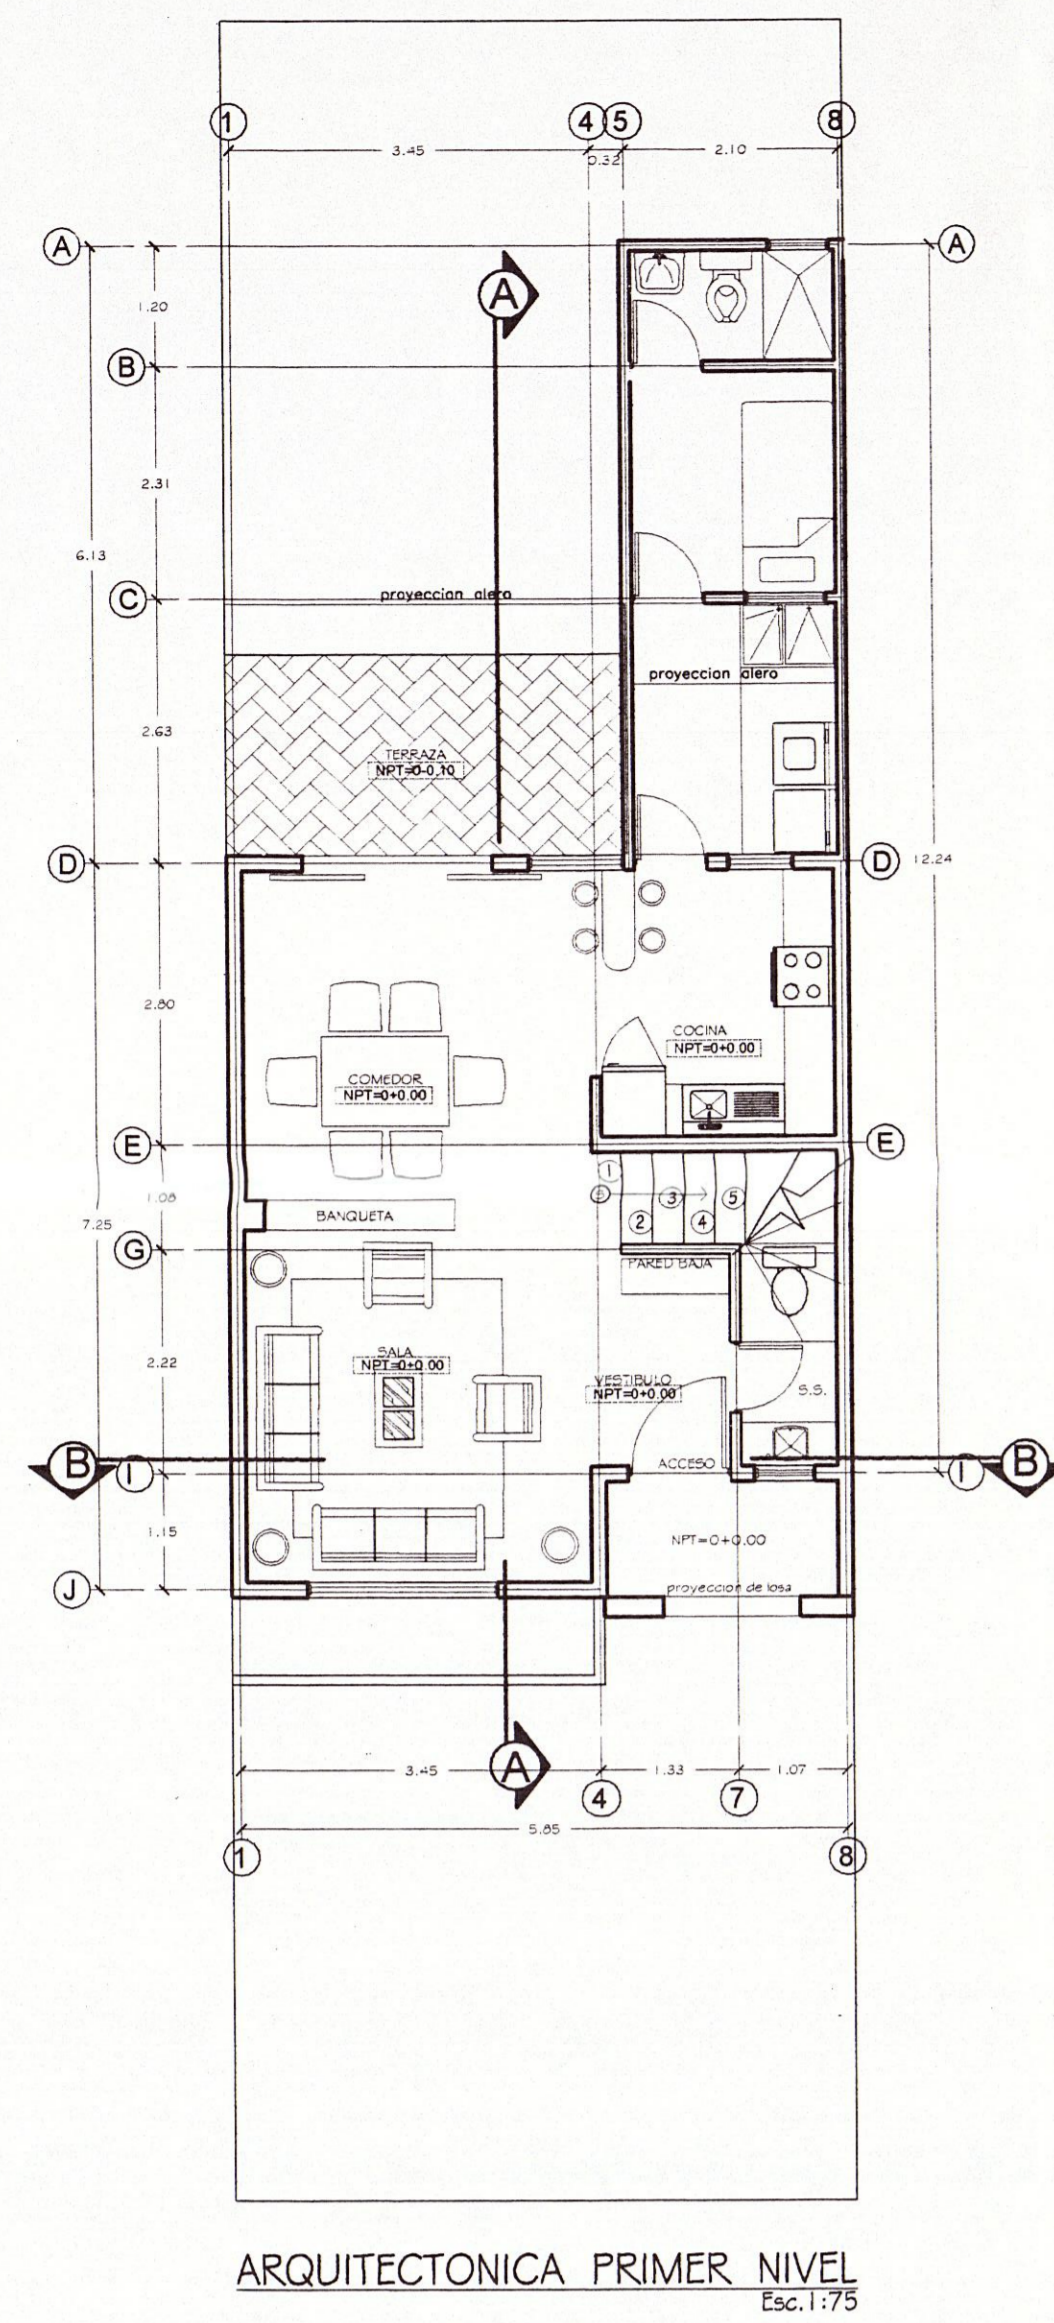 1 4 5 8
3.45 0.32 2.10
A A
A
1.20
B
2.31
6.13
C
proyeccion alero
proyeccion alero
2.63
TERRAZA
NPT=0-0.10
D D
12.24
2.80
COCINA
NPT=0+0.00
COMEDOR
NPT=0+0.00
E E
1.08
1
2 3 4 5
BANQUETA
7.25
G
PARED BAJA
2.22
SALA
NPT=0+0.00
VESTIBULO
NPT=0+0.00
S.S.
B I ACCESO I B
1.15
NPT=0+0.00
J
proyeccion de losa
A
3.45 1.33 1.07
4 7
5.85
1 8
ARQUITECTONICA PRIMER NIVEL
Esc.1:75